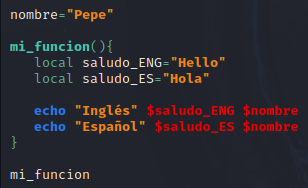 nombre="Pepe"
mi_funcion(){
local saludo_ENG="Hello"
local saludo_ES="Hola"
echo "Inglés" $saludo_ENG $nombre
echo "Español" $saludo_ES $nombre
}
mi_funcion